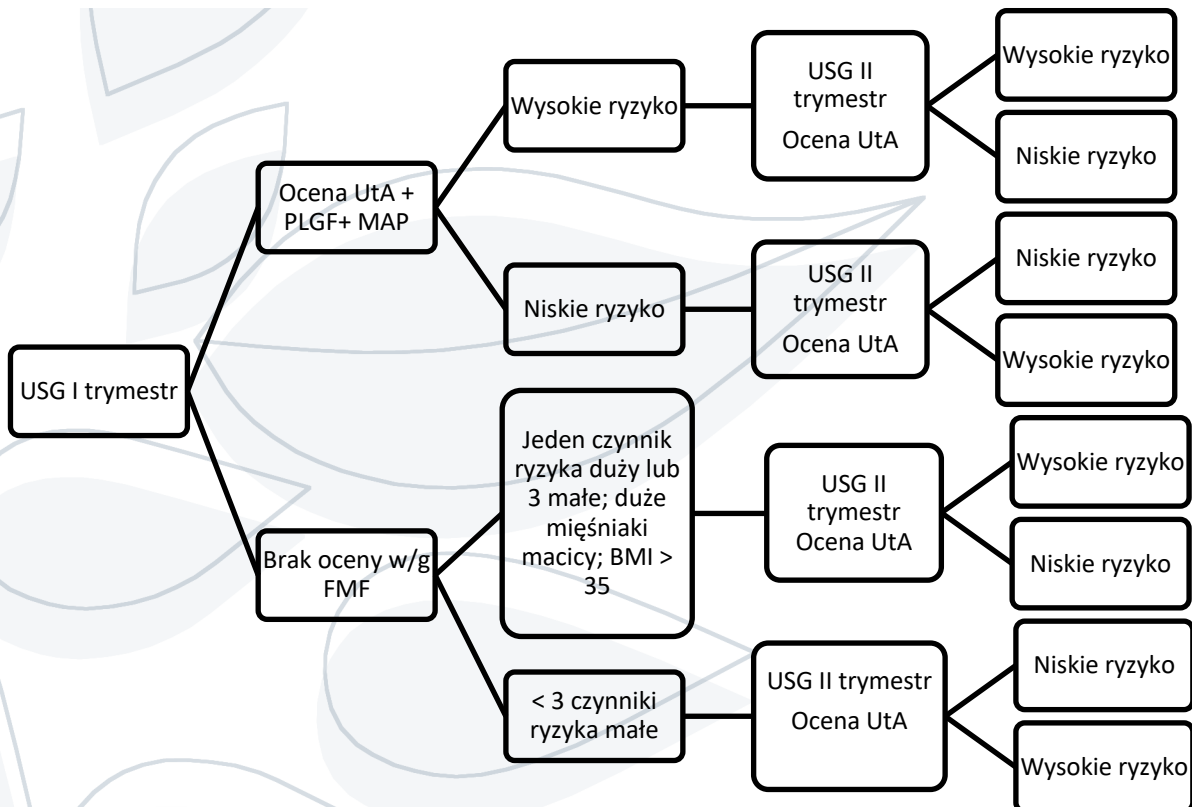 USG I trymestr
Ocena UtA +
PLGF+ MAP
Wysokie ryzyko
USG II
trymestr
Ocena UtA
Wysokie ryzyko
Niskie ryzyko
Niskie ryzyko
USG II
trymestr
Ocena UtA
Niskie ryzyko
Wysokie ryzyko
Brak oceny w/g
FMF
Jeden czynnik
ryzyka duży lub
3 małe; duże
mięśniaki
macicy; BMI >
35
USG II
trymestr
Ocena UtA
Wysokie ryzyko
Niskie ryzyko
< 3 czynniki
ryzyka małe
USG II trymestr
Ocena UtA
Niskie ryzyko
Wysokie ryzyko